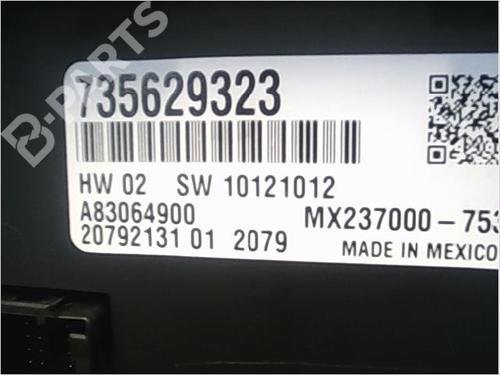 735629323
HW 02 SW 10121012
A83064900 MX237000-753
20792131 01 2079 MADE IN MEXICO
B-PARTS